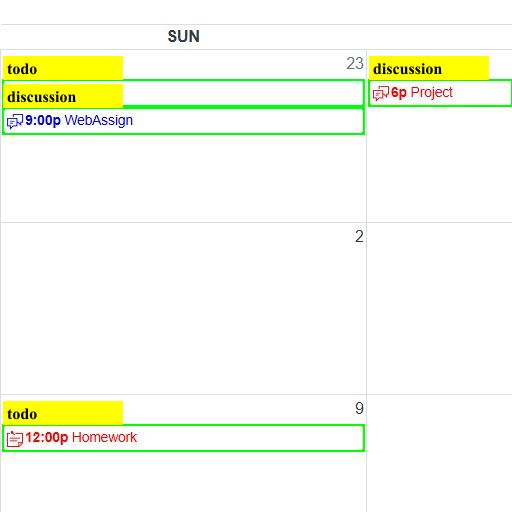 SUN
23
todo
discussion
discussion
6p Project
9:00p WebAssign
2
9
todo
12:00p Homework